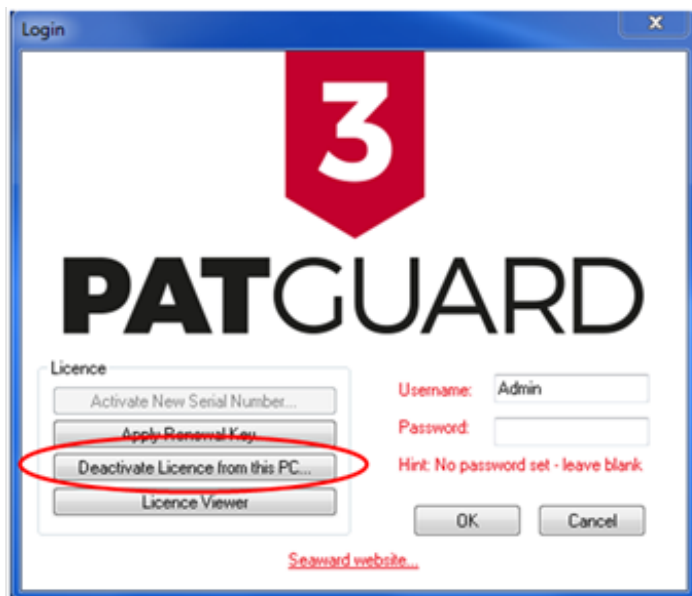 Login
3
PATGUARD
Licence
Activate New Serial Number...
Apply Renewal Key...
Deactivate Licence from this PC...
Licence Viewer
Username: Admin
Password:
Hint: No password set - leave blank
OK Cancel
Seaward website...